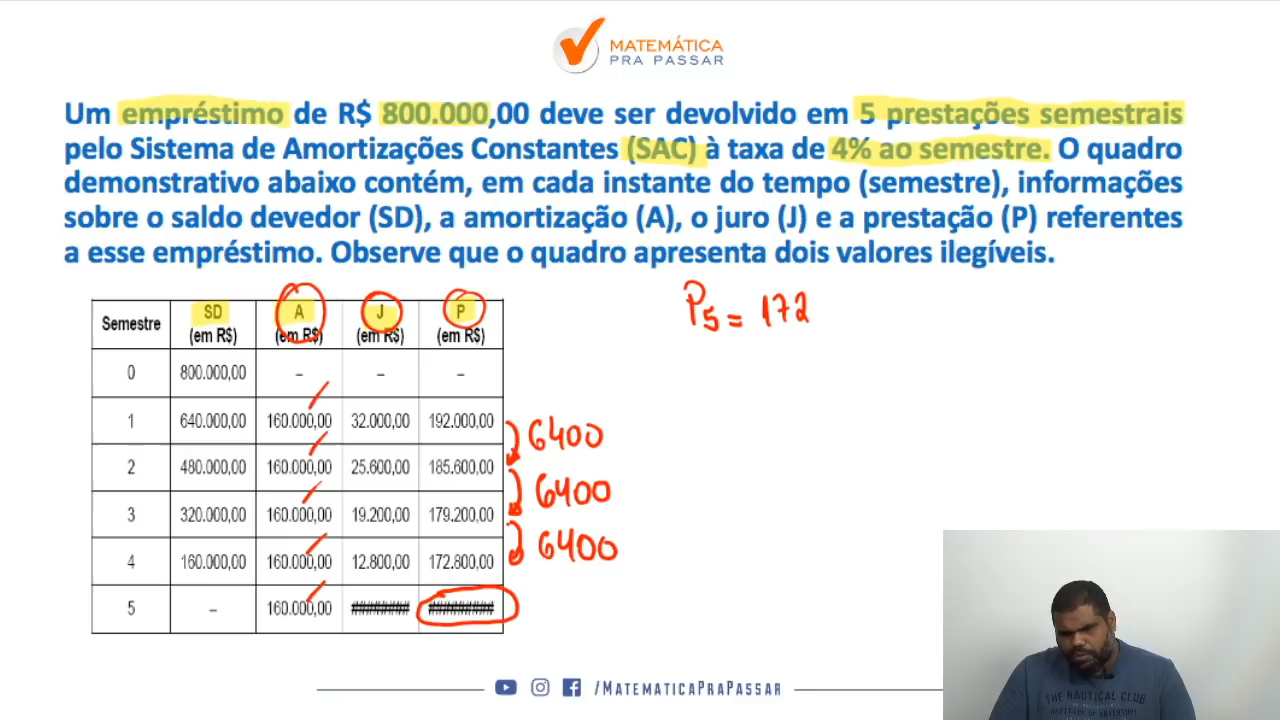 MATEMÁTICA
PRA PASSAR
Um empréstimo de R$ 800.000,00 deve ser devolvido em 5 prestações semestrais
pelo Sistema de Amortizações Constantes (SAC) à taxa de 4% ao semestre. O quadro
demonstrativo abaixo contém, em cada instante do tempo (semestre), informações
sobre o saldo devedor (SD), a amortização (A), o juro (J) e a prestação (P) referentes
a esse empréstimo. Observe que o quadro apresenta dois valores ilegíveis.
Semestre SD (em R$) A (em R$) J (em R$) P (em R$)
0 800.000,00 – – –
1 640.000,00 160.000,00 32.000,00 192.000,00
2 480.000,00 160.000,00 25.600,00 185.600,00
3 320.000,00 160.000,00 19.200,00 179.200,00
4 160.000,00 160.000,00 12.800,00 172.800,00
5 – 160.000,00 ######### #########
P5 = 172
6400
6400
6400
/MATEMATICAPRAPASSAR
THE NAUTICAL CLUB